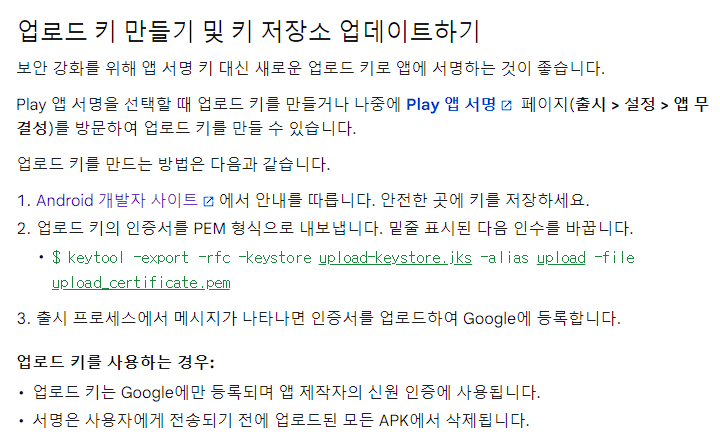 업로드 키 만들기 및 키 저장소 업데이트하기
보안 강화를 위해 앱 서명 키 대신 새로운 업로드 키로 앱에 서명하는 것이 좋습니다.
Play 앱 서명을 선택할 때 업로드 키를 만들거나 나중에 Play 앱 서명 페이지(출시 > 설정 > 앱 무
결성)를 방문하여 업로드 키를 만들 수 있습니다.
업로드 키를 만드는 방법은 다음과 같습니다.
1. Android 개발자 사이트 에서 안내를 따릅니다. 안전한 곳에 키를 저장하세요.
2. 업로드 키의 인증서를 PEM 형식으로 내보냅니다. 밑줄 표시된 다음 인수를 바꿉니다.
• $ keytool -export -rfc -keystore upload-keystore.jks -alias upload -file
upload_certificate.pem
3. 출시 프로세스에서 메시지가 나타나면 인증서를 업로드하여 Google에 등록합니다.
업로드 키를 사용하는 경우:
• 업로드 키는 Google에만 등록되며 앱 제작자의 신원 인증에 사용됩니다.
• 서명은 사용자에게 전송되기 전에 업로드된 모든 APK에서 삭제됩니다.